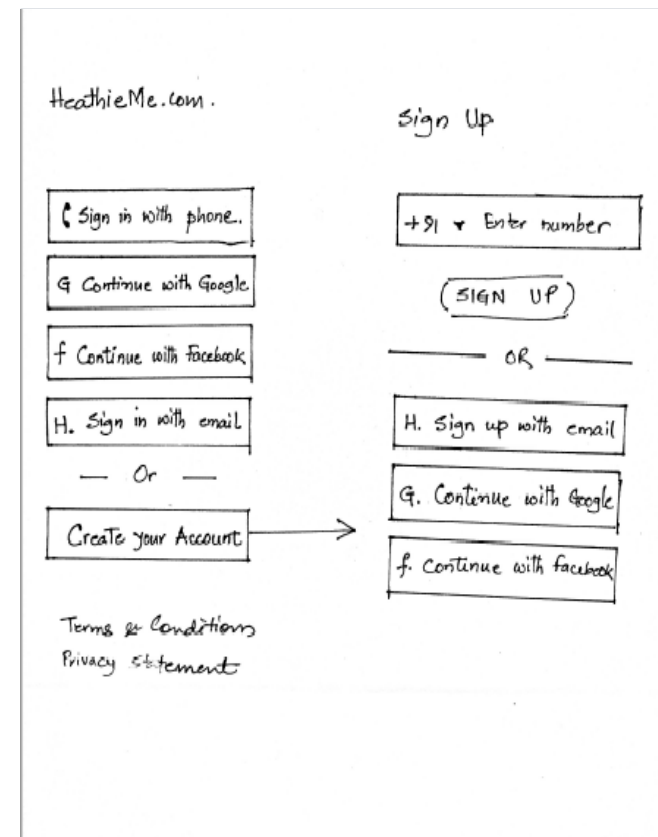 HeathieMe.com.
Sign in with phone.
G Continue with Google
f Continue with Facebook
H. Sign in with email
Or
Create your Account
Terms & Conditions
Privacy Statement
Sign Up
+91 ▾ Enter number
SIGN UP
OR
H. Sign up with email
G. Continue with Google
f. Continue with facebook